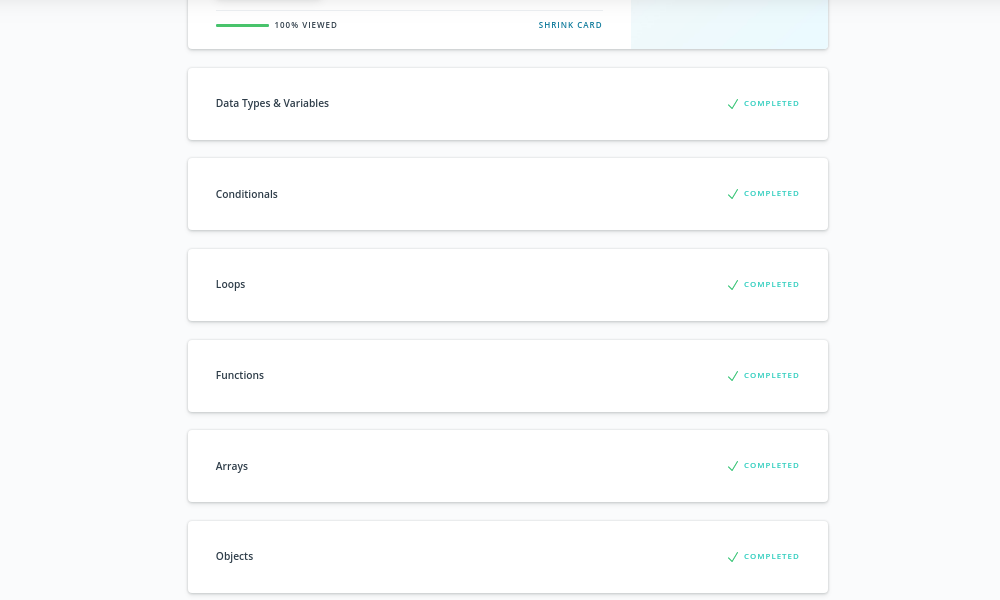 100% VIEWED SHRINK CARD
Data Types & Variables COMPLETED
Conditionals COMPLETED
Loops COMPLETED
Functions COMPLETED
Arrays COMPLETED
Objects COMPLETED